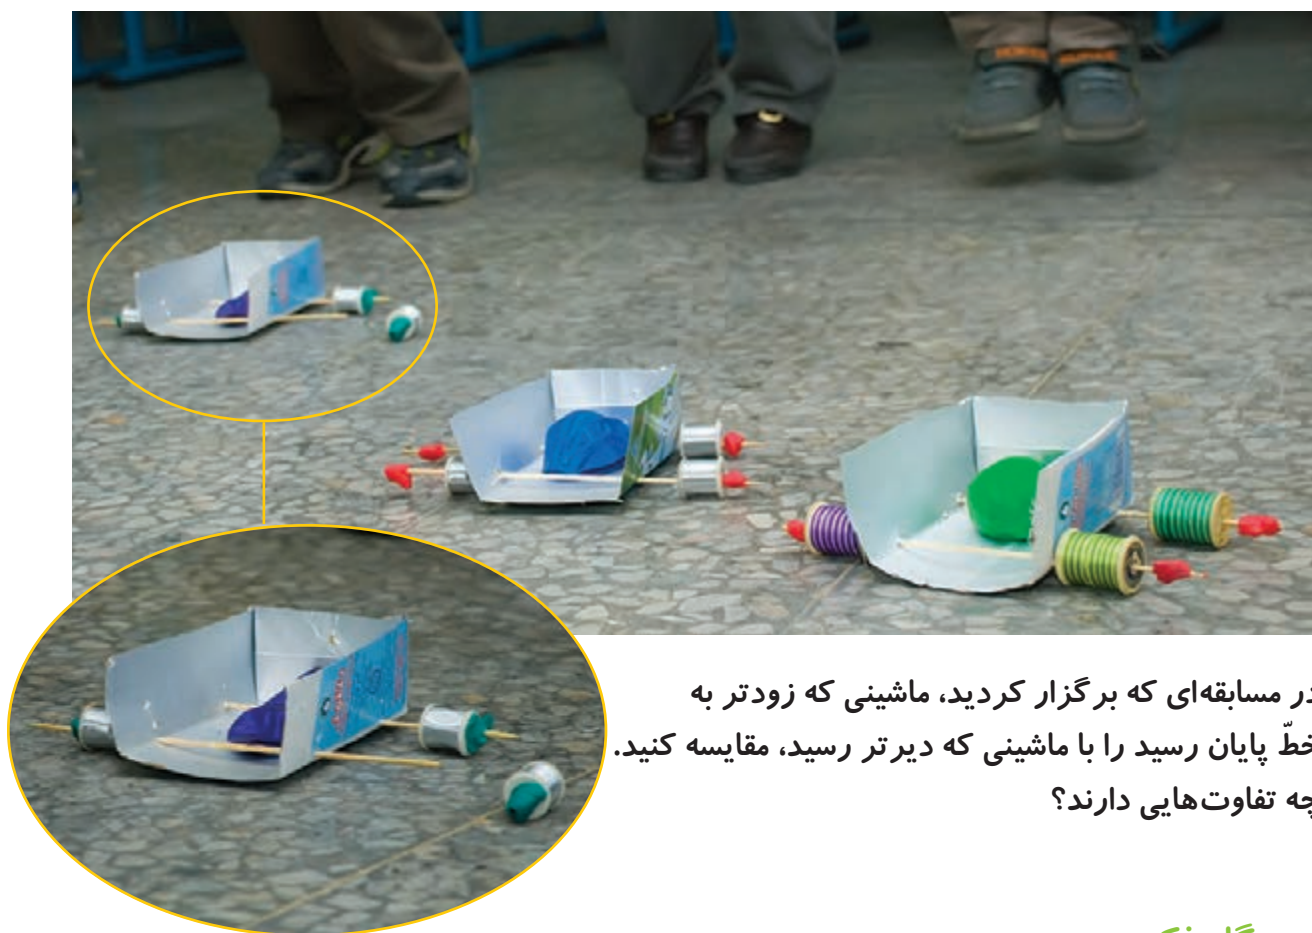 در مسابقه‌ای که برگزار کردید، ماشینی که زودتر به
خطّ پایان رسید را با ماشینی که دیرتر رسید، مقایسه کنید.
چه تفاوت‌هایی دارند؟